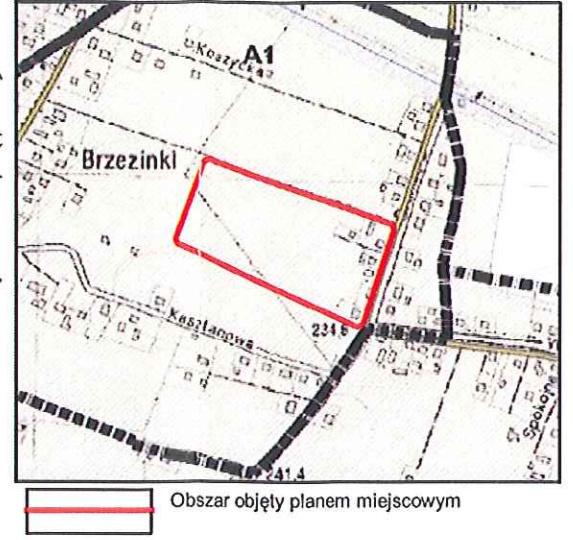 A1
Koszycka
Brzezinki
Kasztanowa
234,6
Spokojna
241,4
Obszar objęty planem miejscowym